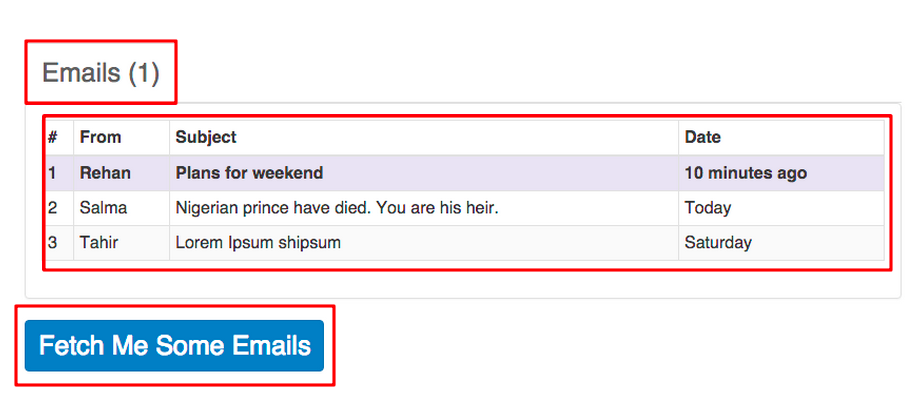 Emails (1)
# From Subject Date
1 Rehan Plans for weekend 10 minutes ago
2 Salma Nigerian prince have died. You are his heir. Today
3 Tahir Lorem Ipsum shipsum Saturday
Fetch Me Some Emails